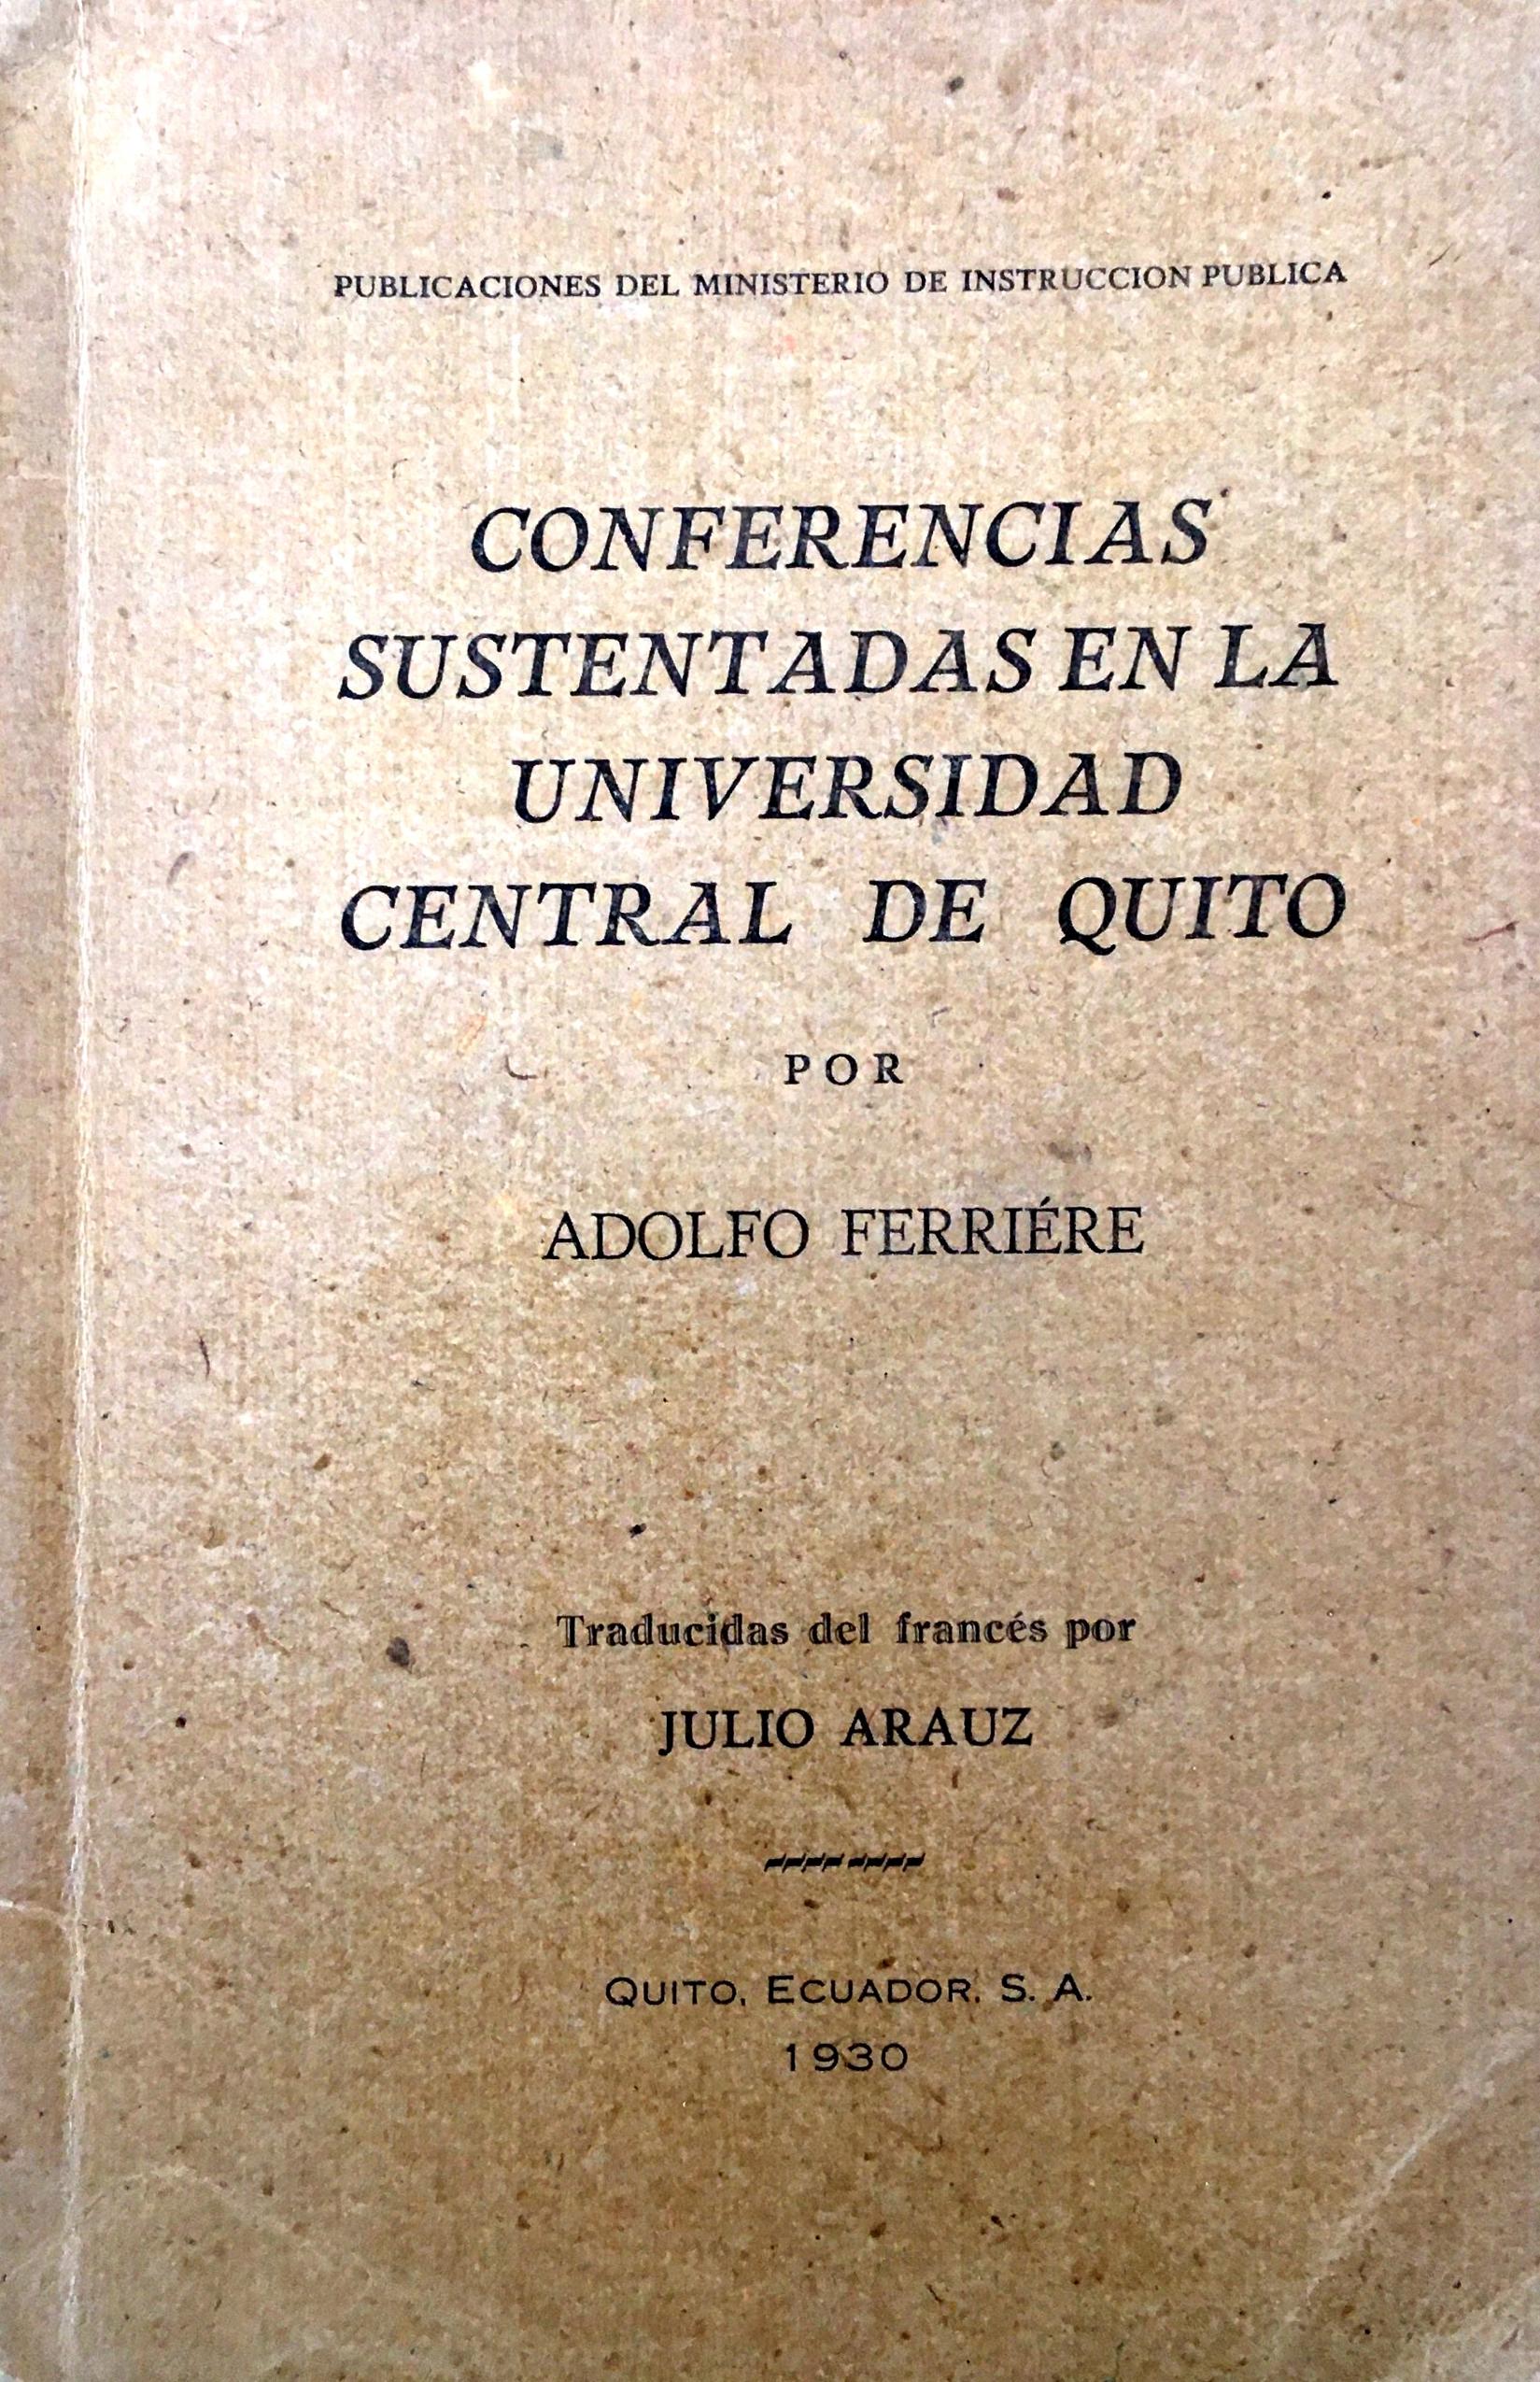 PUBLICACIONES DEL MINISTERIO DE INSTRUCCION PUBLICA
CONFERENCIAS
SUSTENTADAS EN LA
UNIVERSIDAD
CENTRAL DE QUITO
POR
ADOLFO FERRIÉRE
Traducidas del francés por
JULIO ARAUZ
QUITO, ECUADOR, S. A.
1930